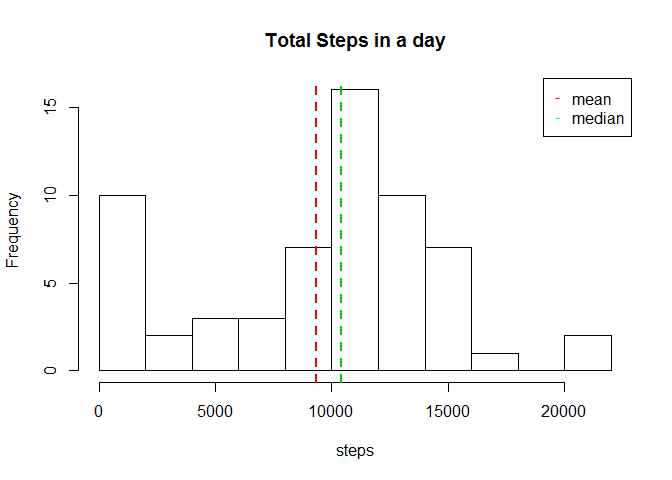 Total Steps in a day
mean
median
Frequency
15
10
5
0
0 5000 10000 15000 20000
steps